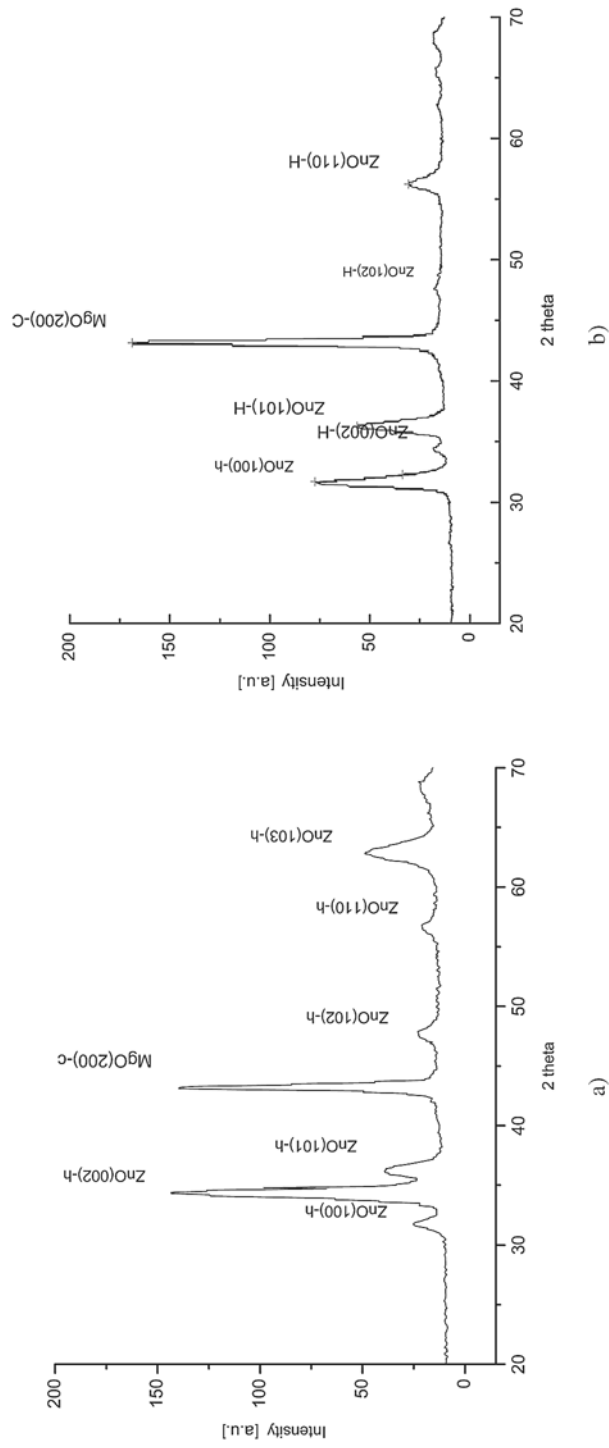 200
150
100
50
0
Intensity [a.u.]
20
30
40
50
60
70
2 theta
ZnO(100)-h
ZnO(002)-h
ZnO(101)-h
MgO(200)-c
ZnO(102)-h
ZnO(110)-h
ZnO(103)-h
a)
200
150
100
50
0
Intensity [a.u.]
20
30
40
50
60
70
2 theta
ZnO(100)-h
ZnO(002)-H
ZnO(101)-H
MgO(200)-C
ZnO(102)-H
ZnO(110)-H
b)